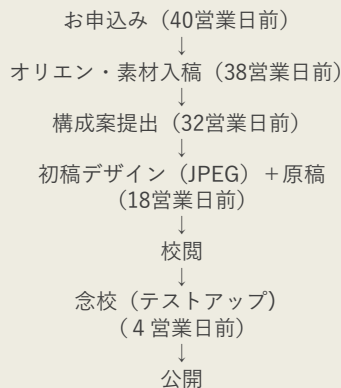 お申込み（40営業日前）
↓
オリエン・素材入稿（38営業日前）
↓
構成案提出（32営業日前）
↓
初稿デザイン（JPEG）＋原稿
（18営業日前）
↓
校閲
↓
念校（テストアップ）
（４営業日前）
↓
公開